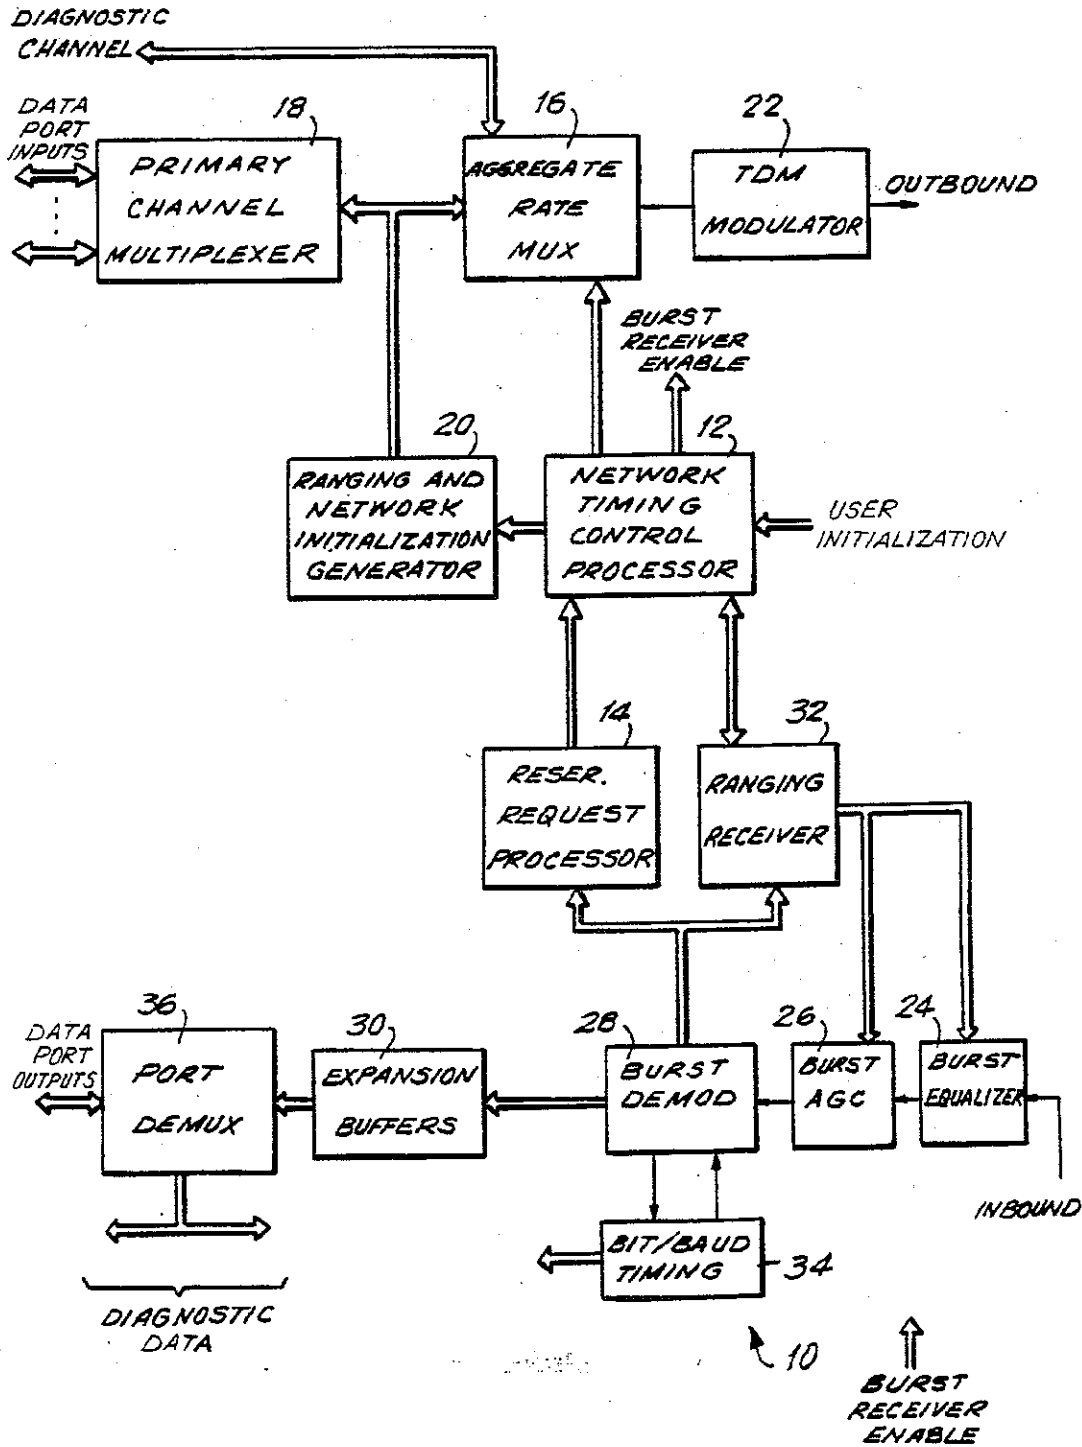 DIAGNOSTIC
CHANNEL
DATA
PORT
INPUTS
18
PRIMARY
CHANNEL
MULTIPLEXER
16
AGGREGATE
RATE
MUX
22
TDM
MODULATOR
OUTBOUND
BURST
RECEIVER
ENABLE
20
RANGING AND
NETWORK
INITIALIZATION
GENERATOR
12
NETWORK
TIMING
CONTROL
PROCESSOR
USER
INITIALIZATION
14
RESER.
REQUEST
PROCESSOR
32
RANGING
RECEIVER
DATA
PORT
OUTPUTS
36
PORT
DEMUX
30
EXPANSION
BUFFERS
28
BURST
DEMOD
26
BURST
AGC
24
BURST
EQUALIZER
INBOUND
BIT/BAUD
TIMING
34
DIAGNOSTIC
DATA
10
BURST
RECEIVER
ENABLE